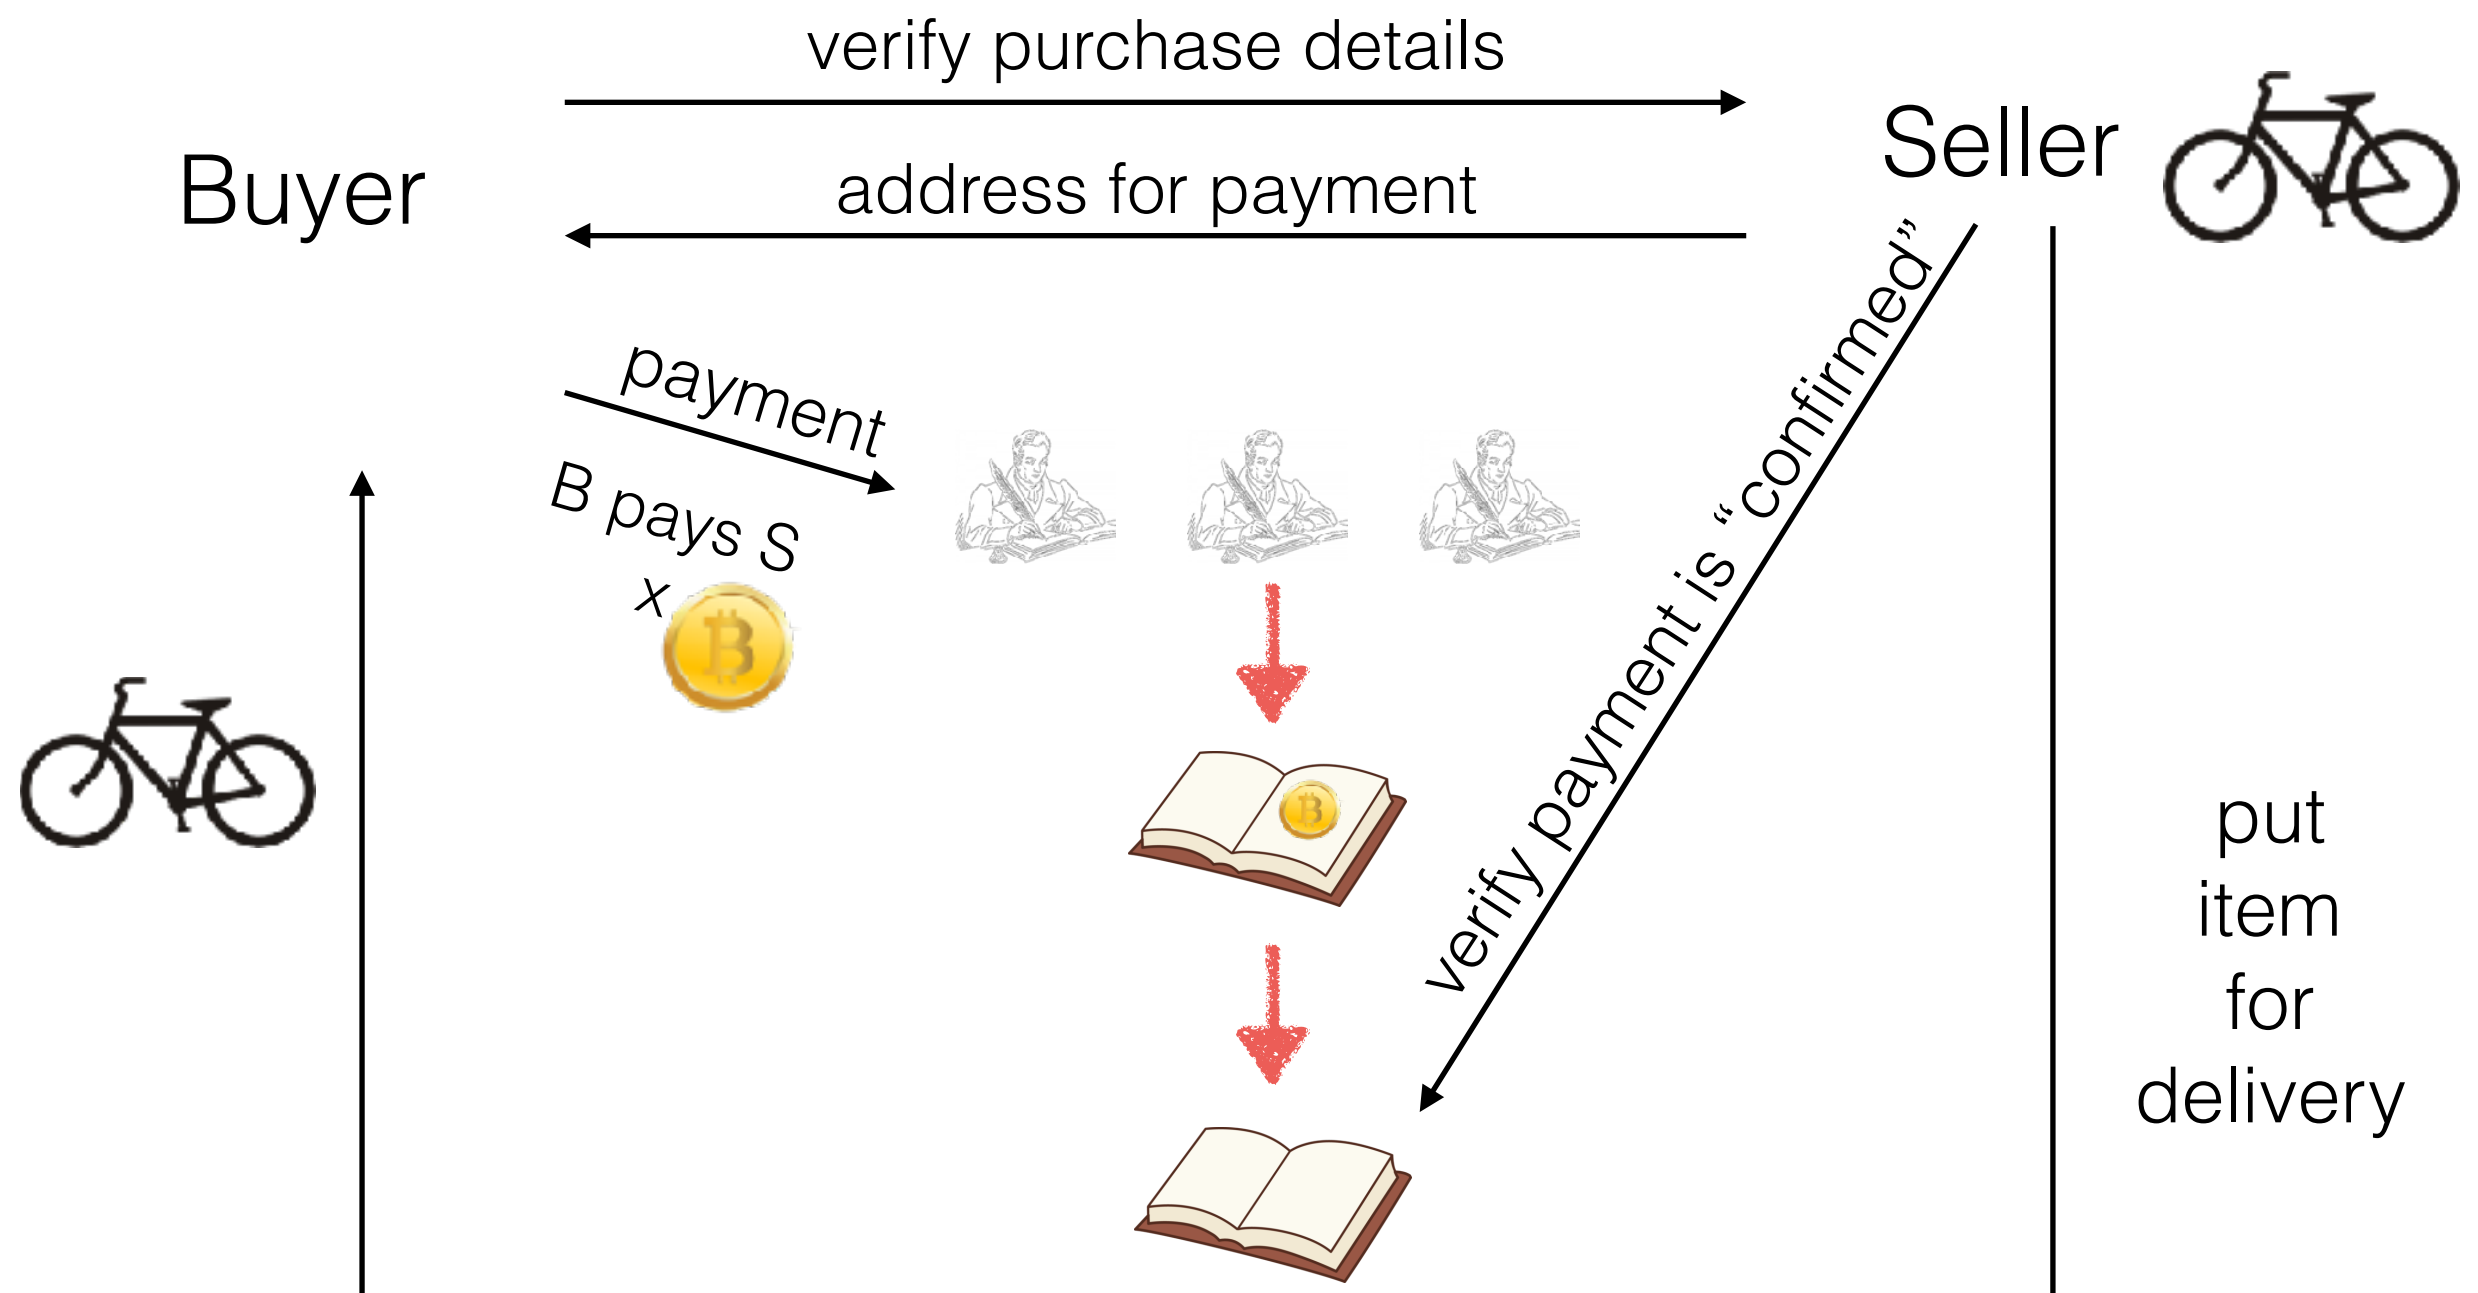 verify purchase details
Buyer
Seller
address for payment
payment
B pays S
x
verify payment is “confirmed”
put
item
for
delivery